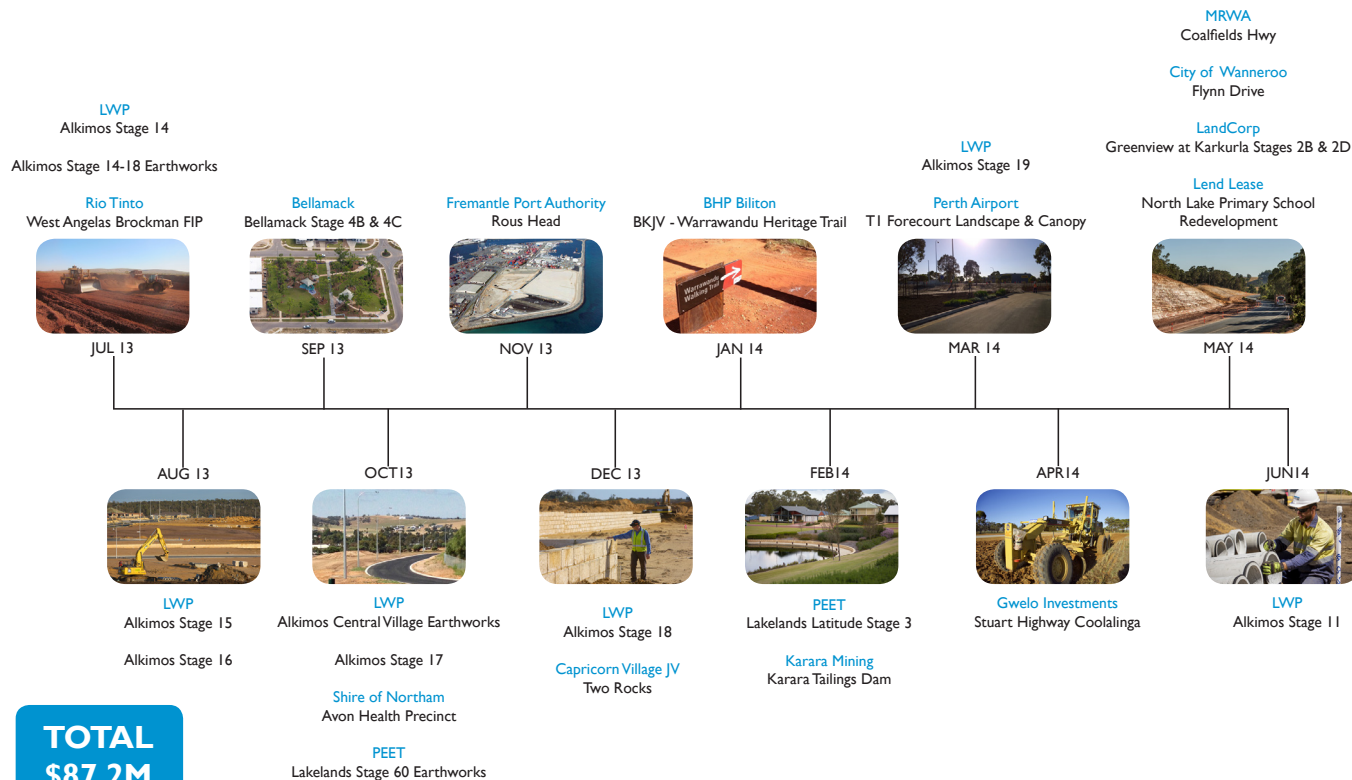 MRWA
Coalfields Hwy
City of Wanneroo
Flynn Drive
LandCorp
Greenview at Karkurla Stages 2B & 2D
Lend Lease
North Lake Primary School
Redevelopment
LWP
Alkimos Stage 14
Alkimos Stage 14-18 Earthworks
Rio Tinto
West Angelas Brockman FIP
Bellamack
Bellamack Stage 4B & 4C
Fremantle Port Authority
Rous Head
BHP Biliton
BKJV - Warrawandu Heritage Trail
LWP
Alkimos Stage 19
Perth Airport
T1 Forecourt Landscape & Canopy
Warrawandu
Walking Trail
JUL 13
SEP 13
NOV 13
JAN 14
MAR 14
MAY 14
AUG 13
OCT13
DEC 13
FEB14
APR14
JUN14
LWP
Alkimos Stage 15
Alkimos Stage 16
LWP
Alkimos Central Village Earthworks
Alkimos Stage 17
Shire of Northam
Avon Health Precinct
PEET
Lakelands Stage 60 Earthworks
LWP
Alkimos Stage 18
Capricorn Village JV
Two Rocks
PEET
Lakelands Latitude Stage 3
Karara Mining
Karara Tailings Dam
Gwelo Investments
Stuart Highway Coolalinga
LWP
Alkimos Stage 11
TOTAL
$87.2M